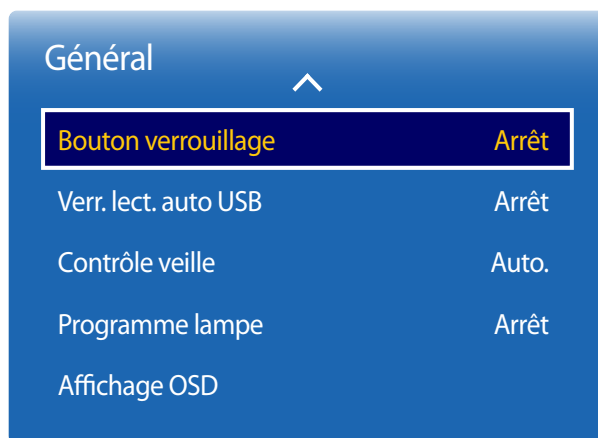 Général
Bouton verrouillage Arrêt
Verr. lect. auto USB Arrêt
Contrôle veille Auto.
Programme lampe Arrêt
Affichage OSD